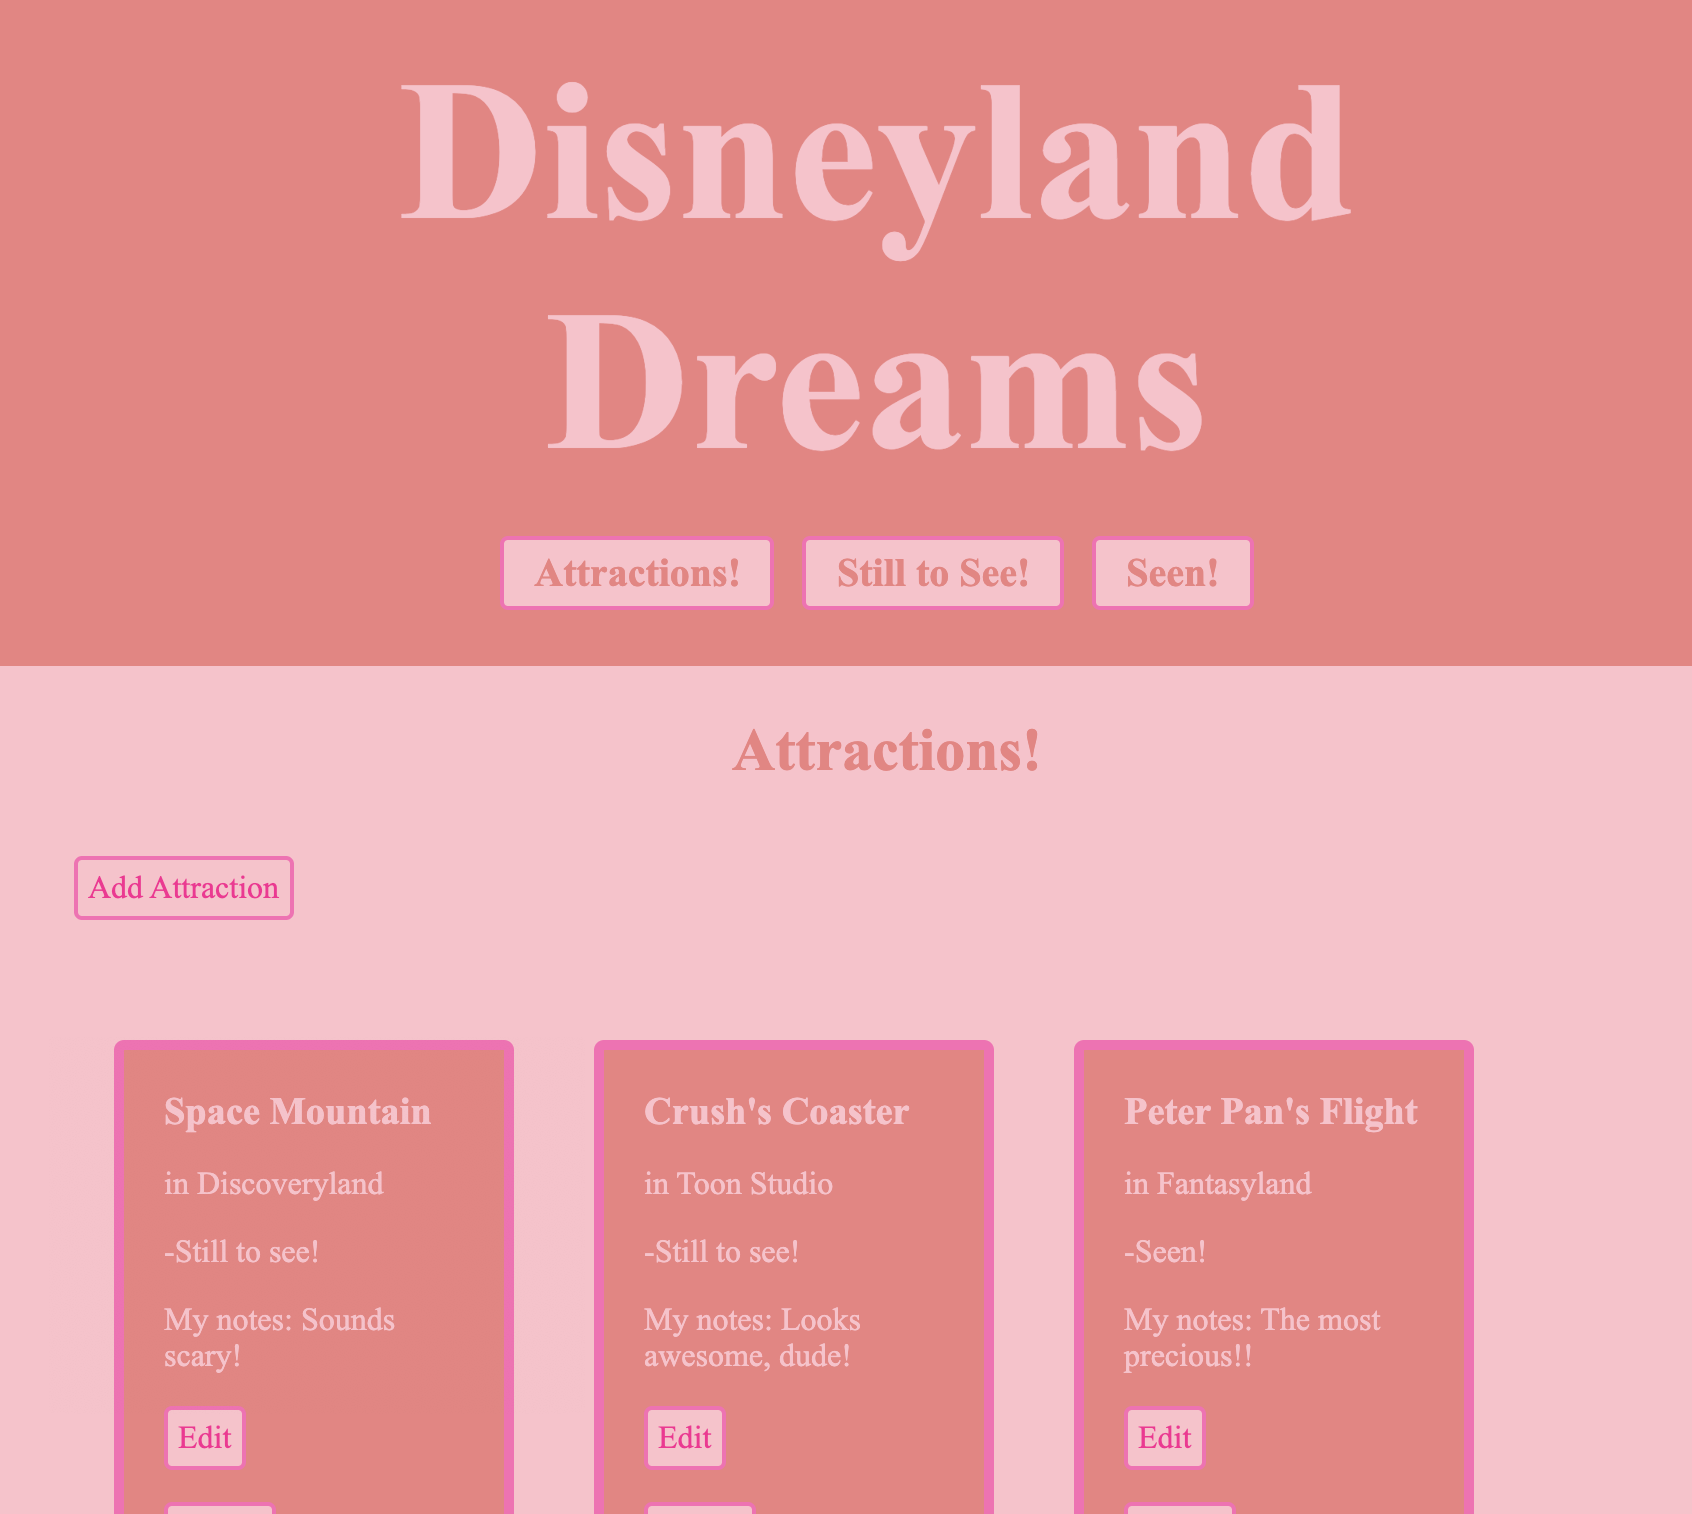 Disneyland
Dreams
Attractions! Still to See! Seen!
Attractions!
Add Attraction
Space Mountain
in Discoveryland
-Still to see!
My notes: Sounds
scary!
Edit
Crush's Coaster
in Toon Studio
-Still to see!
My notes: Looks
awesome, dude!
Edit
Peter Pan's Flight
in Fantasyland
-Seen!
My notes: The most
precious!!
Edit